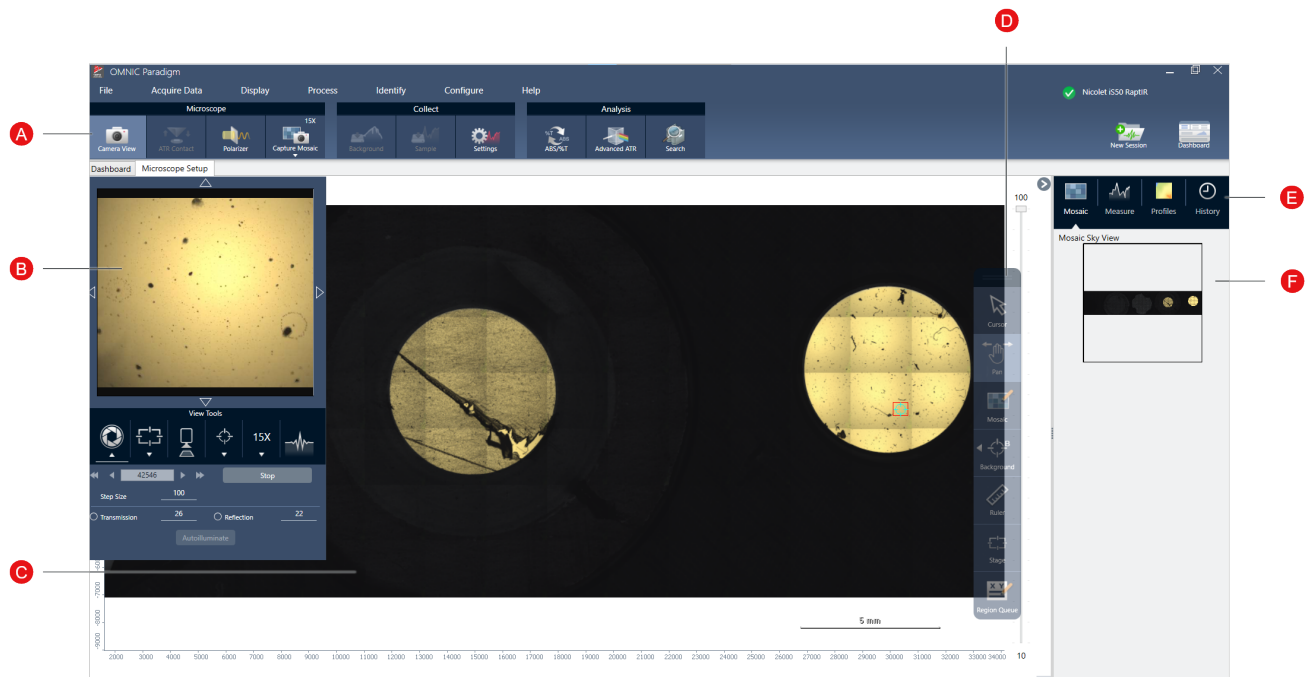 D
OMNIC Paradigm
File Acquire Data Display Process Identify Configure Help
Nicolet iS50 RaptIR
Microscope Collect Analysis
A
15X
%T ABS
Camera View ATR Contact Polarizer Capture Mosaic Background Sample Settings ABS/%T Advanced ATR Search
New Session Dashboard
Dashboard Microscope Setup
100
E
Mosaic Measure Profiles History
Mosaic Sky View
B
F
Cursor
Pan
Mosaic
B
Background
Ruler
Stage
X Y
Region Queue
View Tools
15X
42546 Stop
Step Size 100
Transmission 26 Reflection 22
Autoilluminate
C
-7000
-8000
-9000
5 mm
2000 3000 4000 5000 6000 7000 8000 9000 10000 11000 12000 13000 14000 15000 16000 17000 18000 19000 20000 21000 22000 23000 24000 25000 26000 27000 28000 29000 30000 31000 32000 33000 34000
10